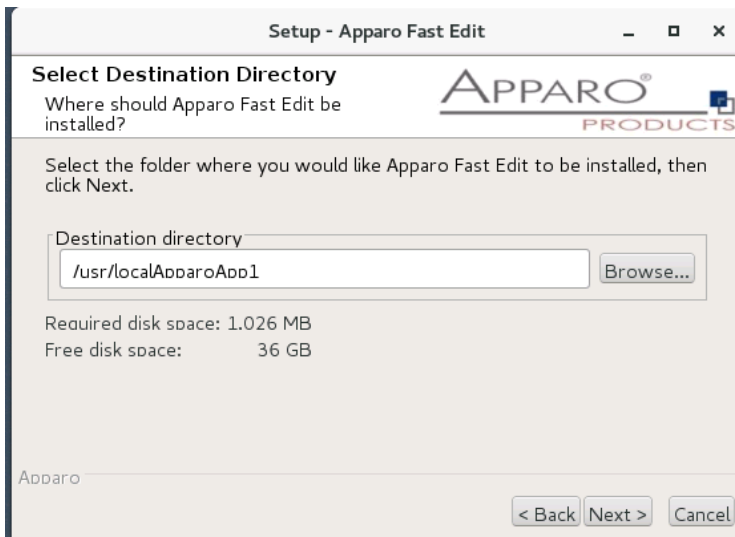 Setup - Apparo Fast Edit
Select Destination Directory
Where should Apparo Fast Edit be
installed?
APPARO®
PRODUCTS
Select the folder where you would like Apparo Fast Edit to be installed, then
click Next.
Destination directory
/usr/localApparoApp1
Browse...
Required disk space: 1.026 MB
Free disk space: 36 GB
Apparo
< Back Next > Cancel